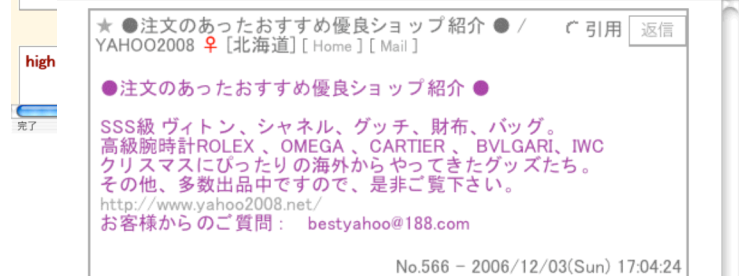 ★ ●注文のあったおすすめ優良ショップ紹介 ● /
YAHOO2008 ♀ [北海道] [ Home ] [ Mail ]
引用
返信
high
●注文のあったおすすめ優良ショップ紹介 ●
SSS級 ヴィトン、シャネル、グッチ、財布、バッグ。
高級腕時計ROLEX 、OMEGA 、CARTIER 、 BVLGARI、IWC
クリスマスにぴったりの海外からやってきたグッズたち。
その他、多数出品中ですので、是非ご覧下さい。
http://www.yahoo2008.net/
お客様からのご質問： bestyahoo@188.com
完了
No.566 - 2006/12/03(Sun) 17:04:24